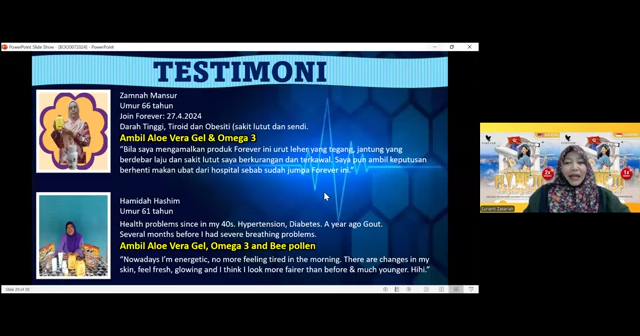 PowerPoint Slide Show - [BOO0072024] - PowerPoint
TESTIMONI
Zamnah Mansur
Umur 66 tahun
Join Forever: 27.4.2024
Darah Tinggi, Tiroid dan Obesiti (sakit lutut dan sendi.
Ambil Aloe Vera Gel & Omega 3
"Bila saya mengamalkan produk Forever ini urut leher yang tegang, jantung yang
berdebar laju dan sakit lutut saya berkurangan dan terkawal. Saya pun ambil keputusan
berhenti makan ubat dari hospital sebab sudah jumpa Forever ini."
Hamidah Hashim
Umur 61 tahun
Health problems since in my 40s. Hypertension, Diabetes. A year ago Gout.
Several months before I had severe breathing problems.
Ambil Aloe Vera Gel, Omega 3 and Bee pollen
"Nowadays I'm energetic, no more feeling tired in the morning. There are changes in my
skin, feel fresh, glowing and I think I look more fairer than before & much younger. Hihi."
FOREVER
2x
1x
Zakariah